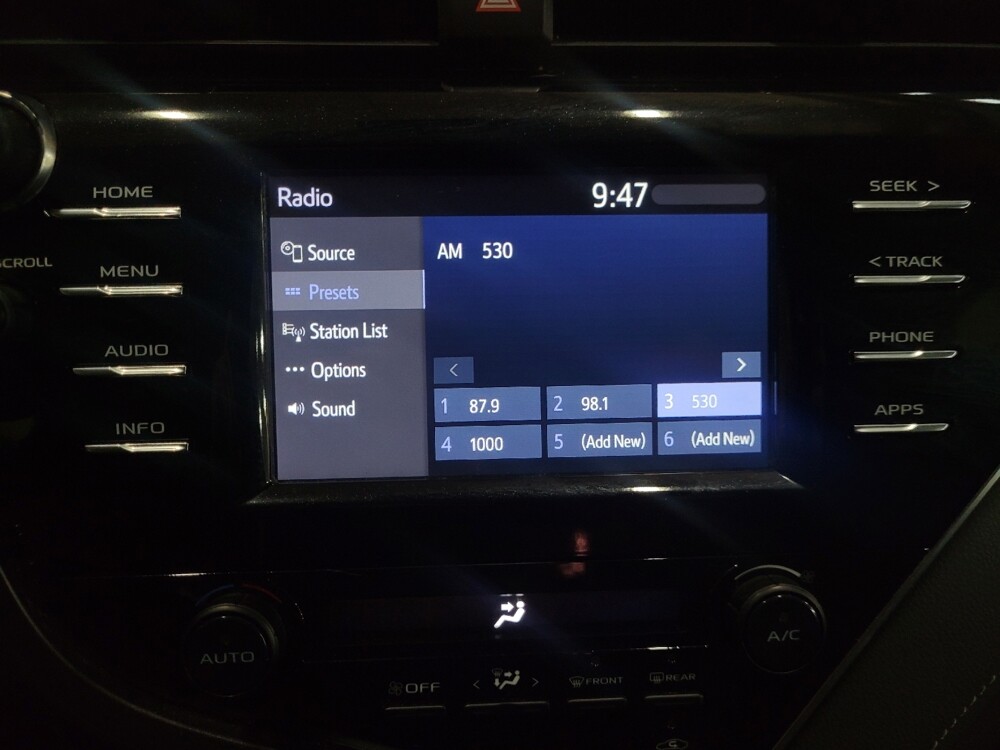 HOME
SCROLL
MENU
AUDIO
INFO
Radio
9:47
Source
Presets
Station List
Options
Sound
AM 530
<
>
1 87.9
2 98.1
3 530
4 1000
5 (Add New)
6 (Add New)
SEEK >
< TRACK
PHONE
APPS
AUTO
OFF
< >
FRONT
REAR
A/C